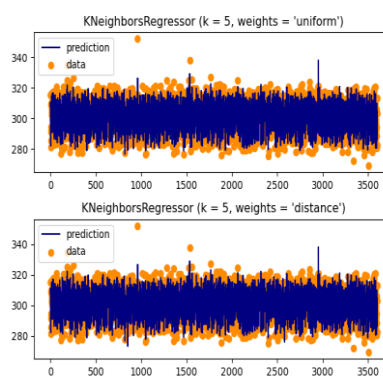 KNeighborsRegressor (k = 5, weights = 'uniform')
340
320
300
280
prediction
data
0 500 1000 1500 2000 2500 3000 3500
KNeighborsRegressor (k = 5, weights = 'distance')
340
320
300
280
prediction
data
0 500 1000 1500 2000 2500 3000 3500